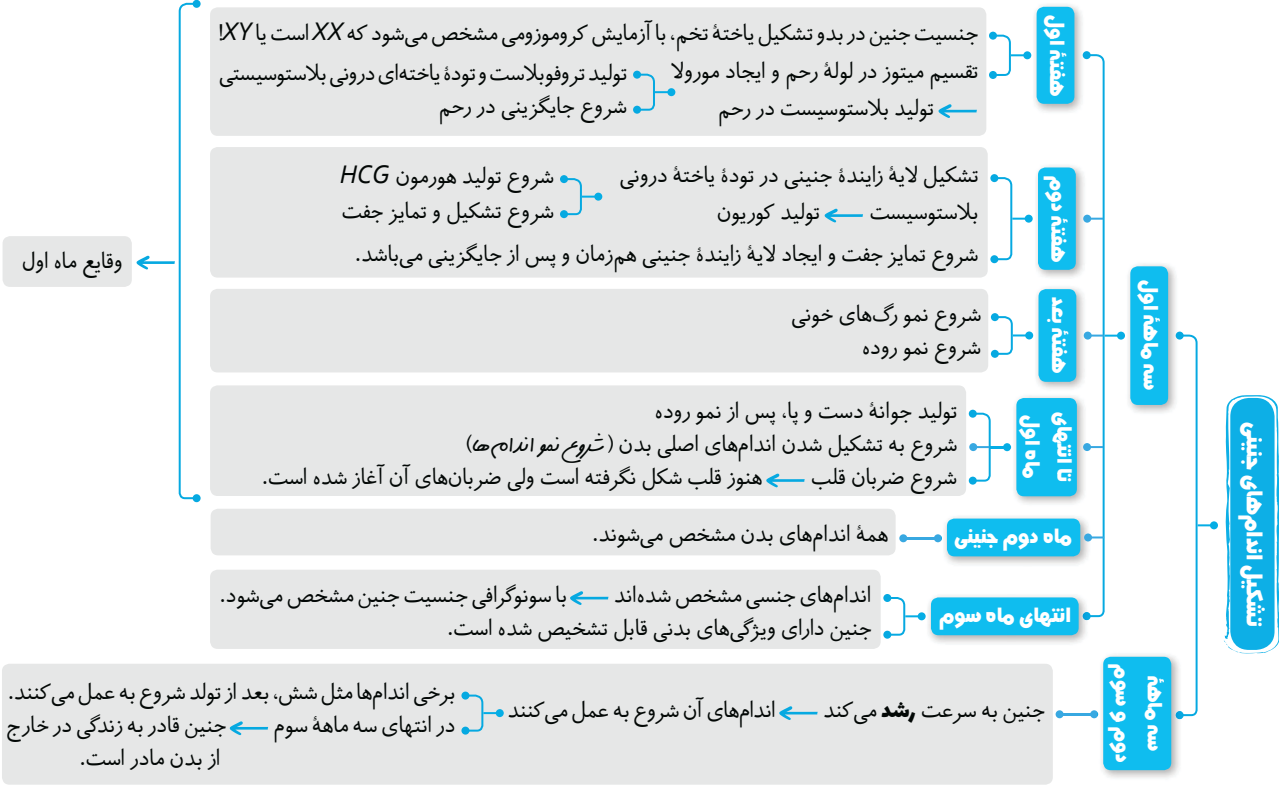 تشکیل اندام‌های جنینی
سه ماههٔ اول
هفتهٔ اول
جنسیت جنین در بدو تشکیل یاختهٔ تخم، با آزمایش کروموزومی مشخص می‌شود که XX است یا XY!
تقسیم میتوز در لولهٔ رحم و ایجاد مورولا
← تولید بلاستوسیست در رحم
تولید تروفوبلاست و تودهٔ یاخته‌ای درونی بلاستوسیستی
شروع جایگزینی در رحم
هفتهٔ دوم
تشکیل لایهٔ زایندهٔ جنینی در تودهٔ یاختهٔ درونی
بلاستوسیست ← تولید کوریون
شروع تولید هورمون HCG
شروع تشکیل و تمایز جفت
شروع تمایز جفت و ایجاد لایهٔ زایندهٔ جنینی هم‌زمان و پس از جایگزینی می‌باشد.
هفتهٔ بعد
شروع نمو رگ‌های خونی
شروع نمو روده
تا انتهای
ماه اول
تولید جوانهٔ دست و پا، پس از نمو روده
شروع به تشکیل شدن اندام‌های اصلی بدن (شروع نمو اندام‌ها)
شروع ضربان قلب ← هنوز قلب شکل نگرفته است ولی ضربان‌های آن آغاز شده است.
← وقایع ماه اول
ماه دوم جنینی
همهٔ اندام‌های بدن مشخص می‌شوند.
انتهای ماه سوم
اندام‌های جنسی مشخص شده‌اند ← با سونوگرافی جنسیت جنین مشخص می‌شود.
جنین دارای ویژگی‌های بدنی قابل تشخیص شده است.
سه ماههٔ
دوم و سوم
جنین به سرعت رشد می‌کند ← اندام‌های آن شروع به عمل می‌کنند
برخی اندام‌ها مثل شش، بعد از تولد شروع به عمل می‌کنند.
در انتهای سه ماههٔ سوم ← جنین قادر به زندگی در خارج
از بدن مادر است.